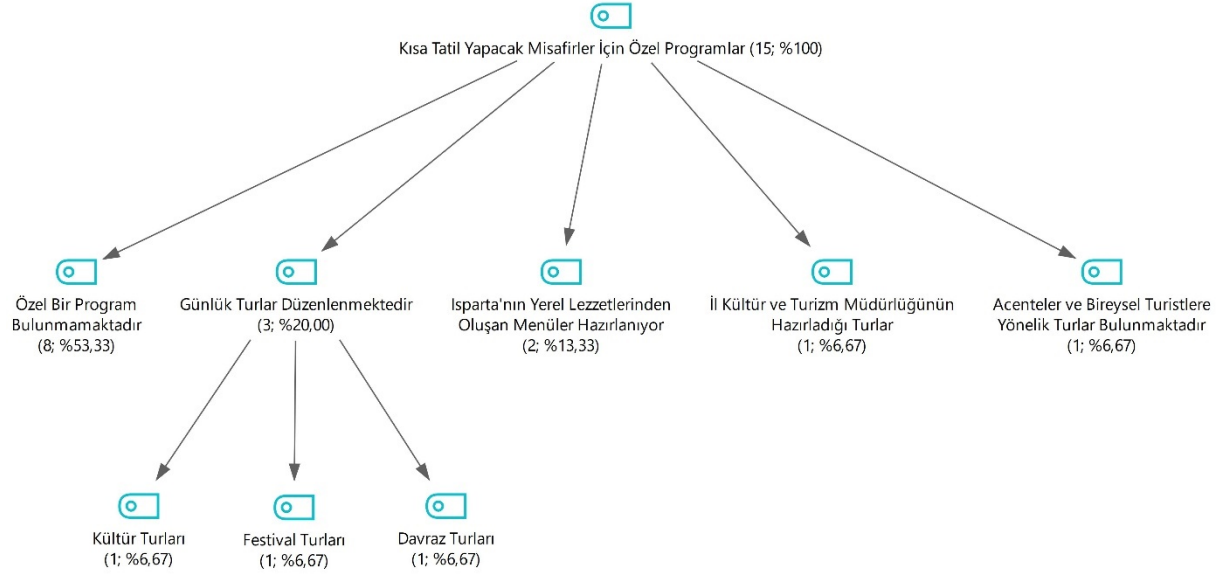 Kısa Tatil Yapacak Misafirler İçin Özel Programlar (15; %100)
Özel Bir Program
Bulunmamaktadır
(8; %53,33)
Günlük Turlar Düzenlenmektedir
(3; %20,00)
Isparta'nın Yerel Lezzetlerinden
Oluşan Menüler Hazırlanıyor
(2; %13,33)
İl Kültür ve Turizm Müdürlüğünün
Hazırladığı Turlar
(1; %6,67)
Acenteler ve Bireysel Turistlere
Yönelik Turlar Bulunmaktadır
(1; %6,67)
Kültür Turları
(1; %6,67)
Festival Turları
(1; %6,67)
Davraz Turları
(1; %6,67)